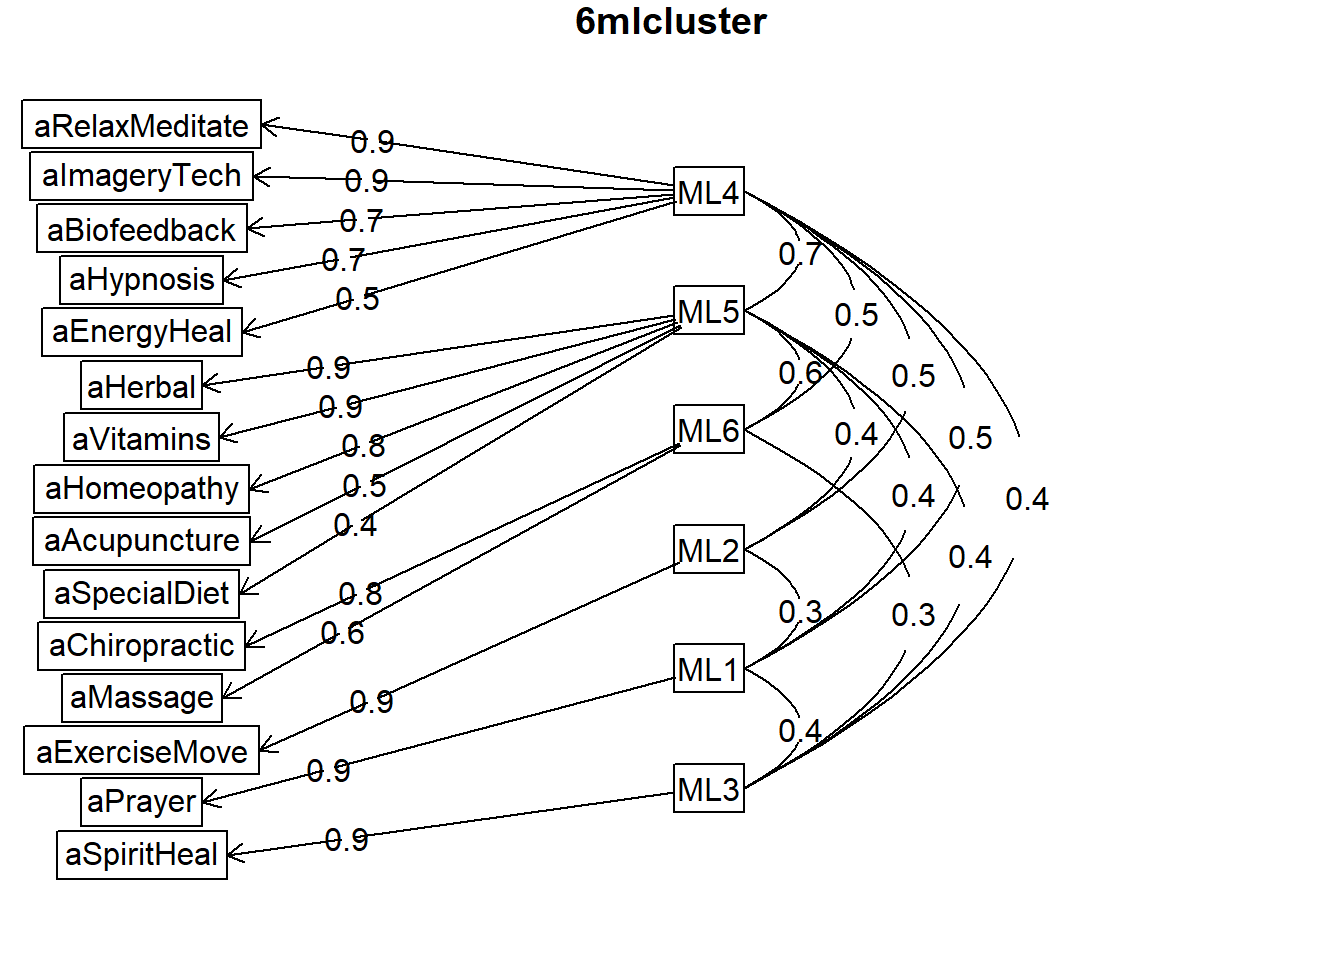 6mlcluster
aRelaxMeditate
aImageryTech
aBiofeedback
aHypnosis
aEnergyHeal
aHerbal
aVitamins
aHomeopathy
aAcupuncture
aSpecialDiet
aChiropractic
aMassage
aExerciseMove
aPrayer
aSpiritHeal
0.9
0.9
0.7
0.7
0.5
0.9
0.9
0.8
0.5
0.4
0.8
0.6
0.9
0.9
0.9
ML4
ML5
ML6
ML2
ML1
ML3
0.7
0.6
0.3
0.4
0.5
0.4
0.5
0.4
0.3
0.5
0.4
0.4